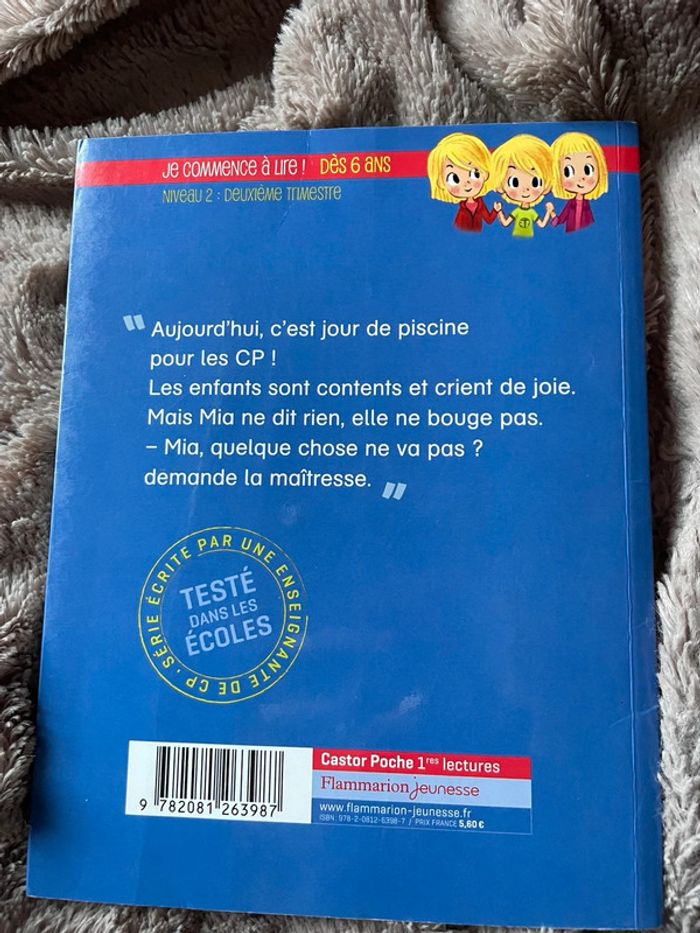 JE COMMENCE À LIRE ! DÈS 6 ANS
NIVEAU 2 : DEUXIÈME TRIMESTRE
" Aujourd'hui, c'est jour de piscine
pour les CP !
Les enfants sont contents et crient de joie.
Mais Mia ne dit rien, elle ne bouge pas.
– Mia, quelque chose ne va pas ?
demande la maîtresse. "
SÉRIE ÉCRITE PAR UNE ENSEIGNANTE DE CP •
TESTÉ
DANS LES
ÉCOLES
Castor Poche 1res lectures
Flammarion jeunesse
www.flammarion-jeunesse.fr
ISBN : 978-2-0812-6398-7 / PRIX FRANCE 5,60 €
9 782081 263987